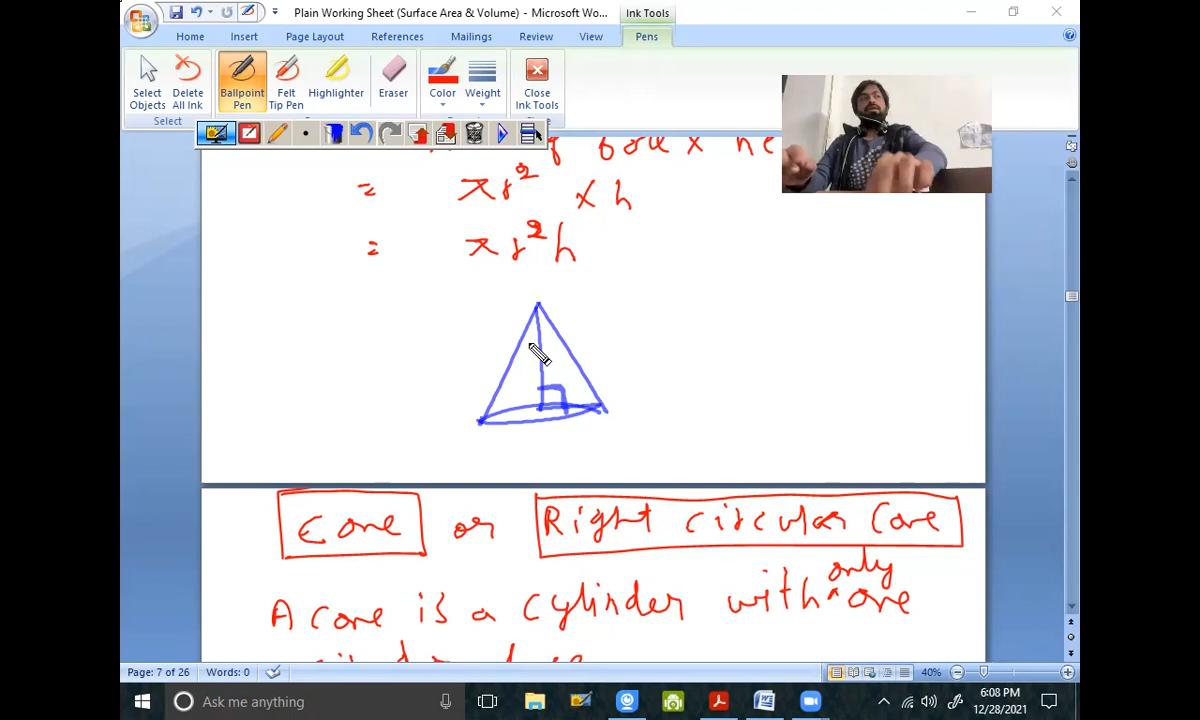 Plain Working Sheet (Surface Area & Volume) - Microsoft Wo...
Ink Tools
Home Insert Page Layout References Mailings Review View Pens
Select Objects
Delete All Ink
Ballpoint Pen
Felt Tip Pen
Highlighter
Eraser
Color
Weight
Close Ink Tools
Select
of base x he
= πr² × h
= πr²h
Cone or Right circular Cone
only
A cone is a cylinder with ^ one
Page: 7 of 26 Words: 0 40%
Ask me anything
6:08 PM
12/28/2021